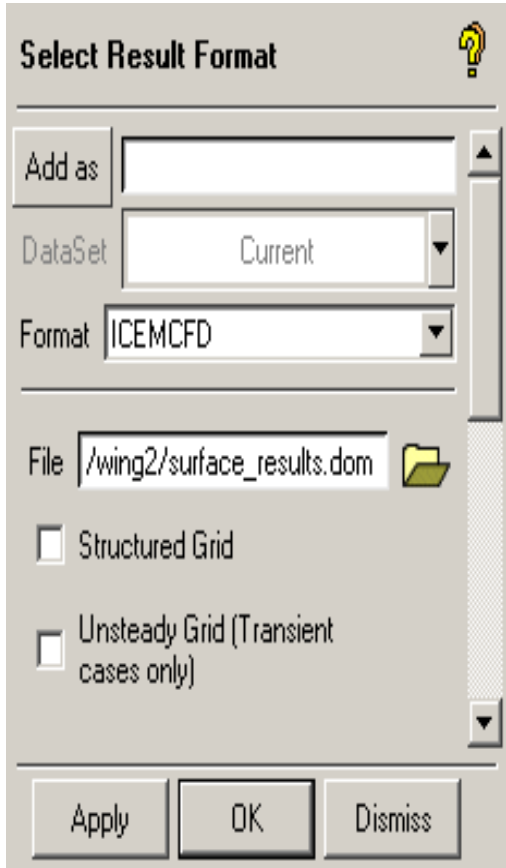 Select Result Format
Add as
DataSet Current
Format ICEMCFD
File /wing2/surface_results.dom
Structured Grid
Unsteady Grid (Transient
cases only)
Apply OK Dismiss